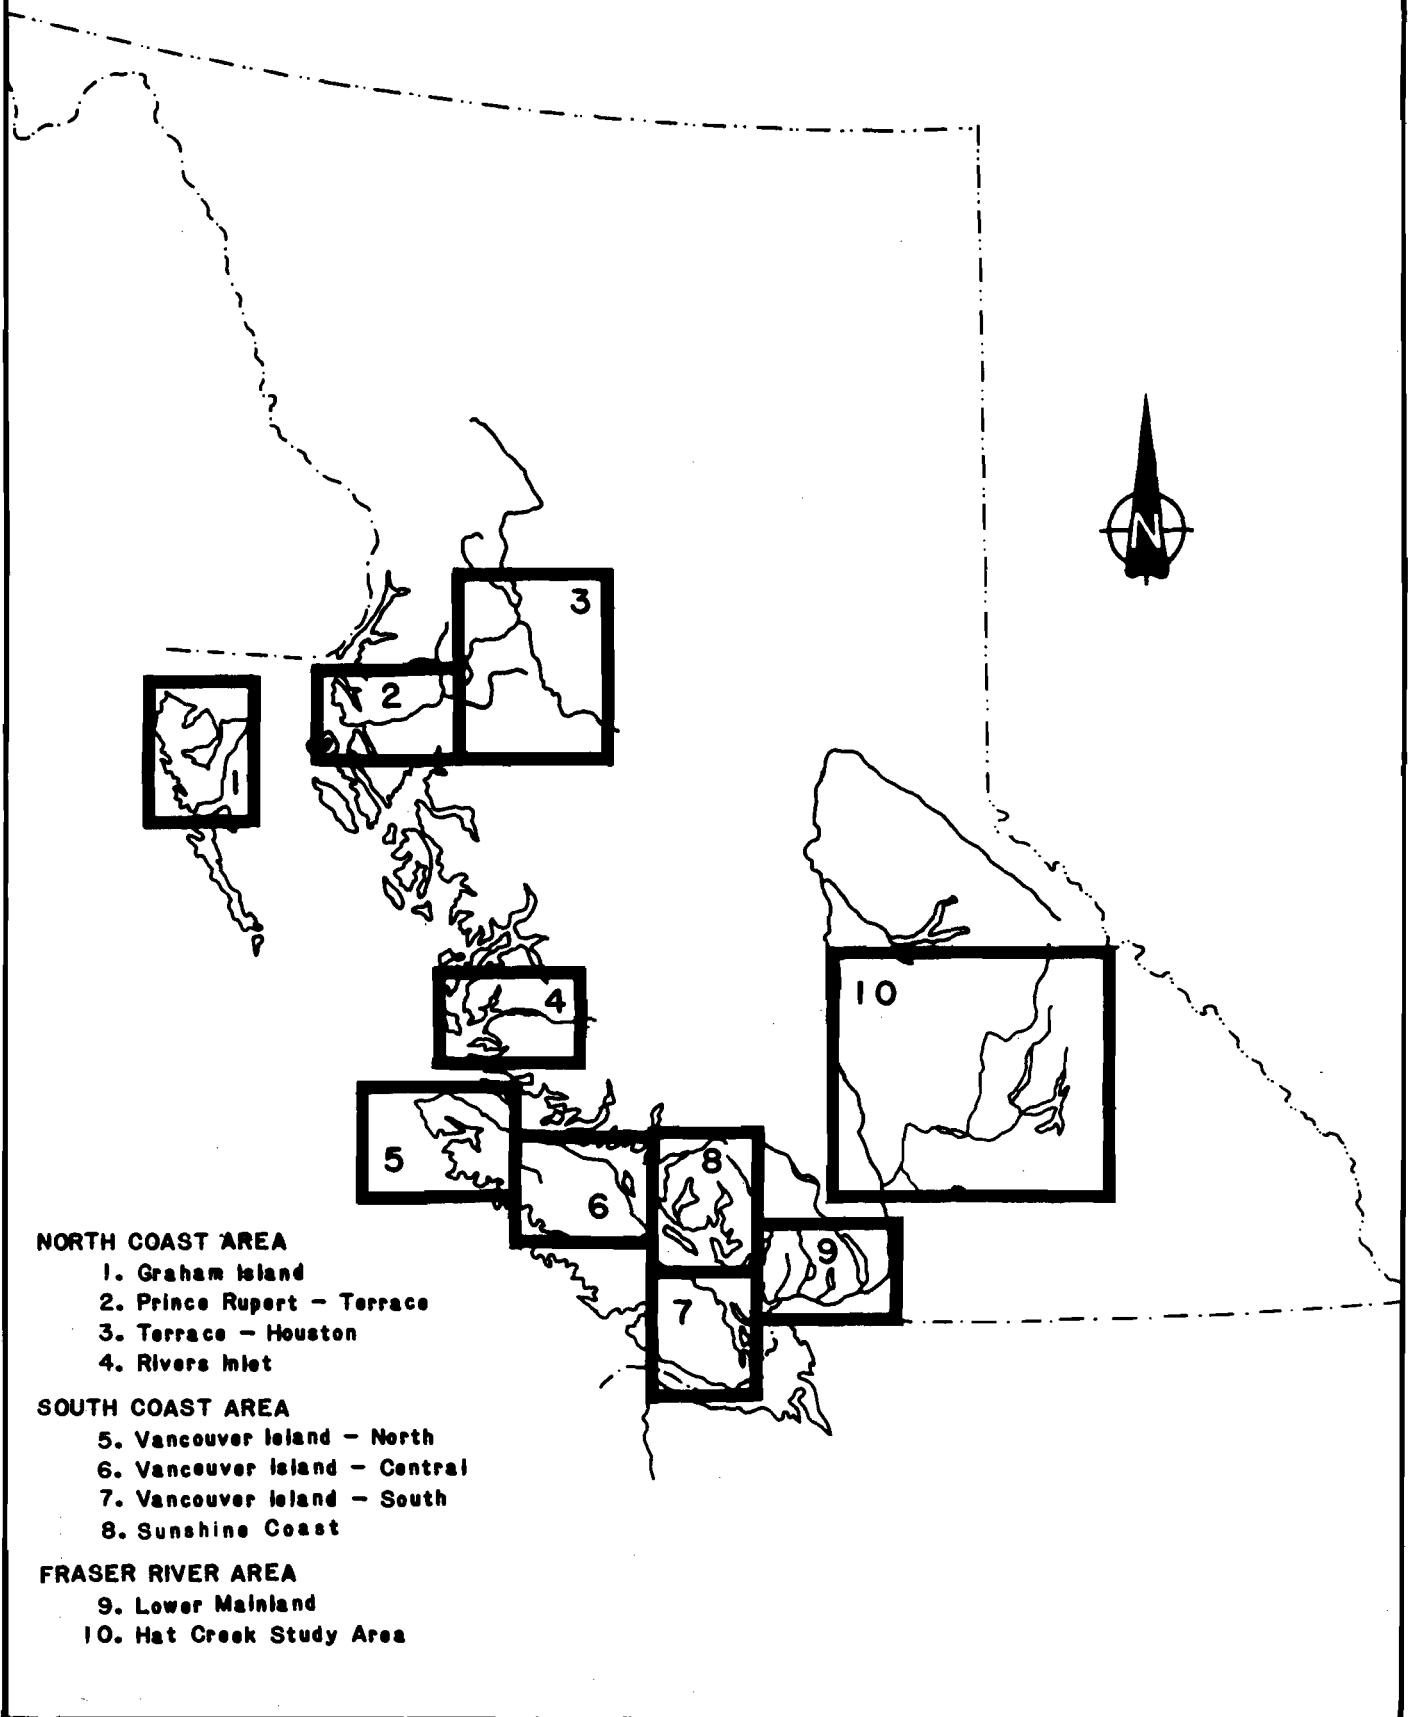 N
3
2
1
10
4
5
8
6
9
7
NORTH COAST AREA
1. Graham Island
2. Prince Rupert – Terrace
3. Terrace – Houston
4. Rivers Inlet
SOUTH COAST AREA
5. Vancouver Island – North
6. Vancouver Island – Central
7. Vancouver Island – South
8. Sunshine Coast
FRASER RIVER AREA
9. Lower Mainland
10. Hat Creek Study Area